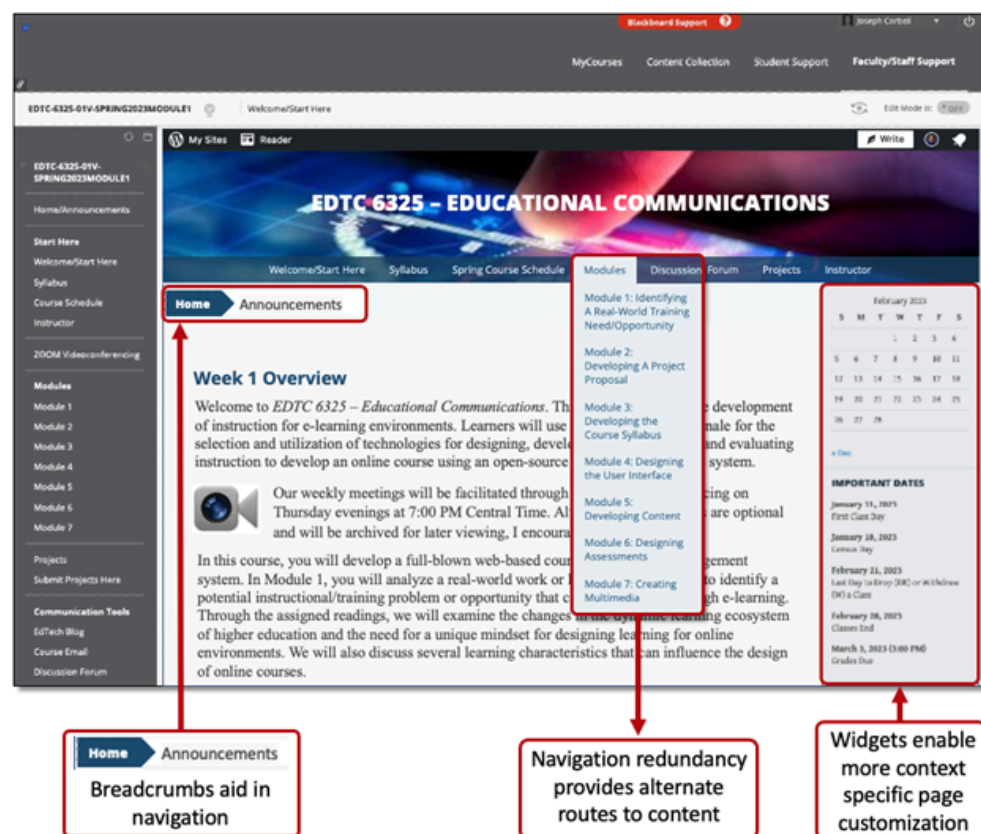 Blackboard Support ?
Joseph Corbeil
MyCourses Content Collection Student Support Faculty/Staff Support
EDTC-6325-01V-SPRING2023MODULE1 Welcome/Start Here Edit Mode is: OFF
My Sites Reader Write
EDTC-6325-01V-
SPRING2023MODULE1
Home/Announcements
Start Here
Welcome/Start Here
Syllabus
Course Schedule
Instructor
ZOOM Videoconferencing
Modules
Module 1
Module 2
Module 3
Module 4
Module 5
Module 6
Module 7
Projects
Submit Projects Here
Communication Tools
EdTech Blog
Course Email
Discussion Forum
EDTC 6325 – EDUCATIONAL COMMUNICATIONS
Welcome/Start Here Syllabus Spring Course Schedule Modules Discussion Forum Projects Instructor
Home Announcements
Module 1: Identifying
A Real-World Training
Need/Opportunity
Module 2:
Developing A Project
Proposal
Module 3:
Developing the
Course Syllabus
Module 4: Designing
the User Interface
Module 5:
Developing Content
Module 6: Designing
Assessments
Module 7: Creating
Multimedia
Week 1 Overview
Welcome to EDTC 6325 – Educational Communications. Th e development
of instruction for e-learning environments. Learners will use nale for the
selection and utilization of technologies for designing, devel and evaluating
instruction to develop an online course using an open-source system.
Our weekly meetings will be facilitated through cing on
Thursday evenings at 7:00 PM Central Time. Al s are optional
and will be archived for later viewing, I encoura
In this course, you will develop a full-blown web-based cour gement
system. In Module 1, you will analyze a real-world work or to identify a
potential instructional/training problem or opportunity that c gh e-learning.
Through the assigned readings, we will examine the changes in the dynamic learning ecosystem
of higher education and the need for a unique mindset for designing learning for online
environments. We will also discuss several learning characteristics that can influence the design
of online courses.
February 2023
S M T W T F S
1 2 3 4
5 6 7 8 9 10 11
12 13 14 15 16 17 18
19 20 21 22 23 24 25
26 27 28
« Dec
IMPORTANT DATES
First Class Day
Census Day
Last Day to Drop (DR) or Withdraw
(W) a Class
Classes End
March 3, 2023 (3:00 PM)
Grades Due
Home Announcements
Breadcrumbs aid in
navigation
Navigation redundancy
provides alternate
routes to content
Widgets enable
more context
specific page
customization